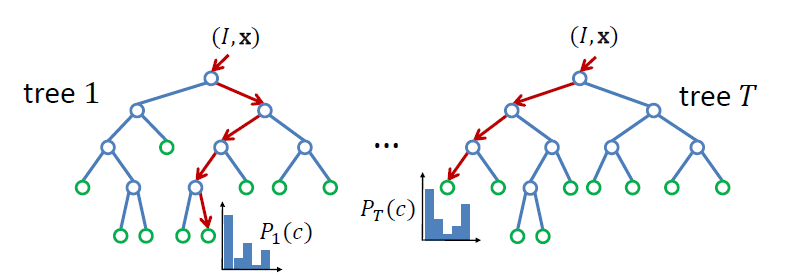 (I, x)
(I, x)
tree 1
tree T
...
P_T(c)
P_1(c)